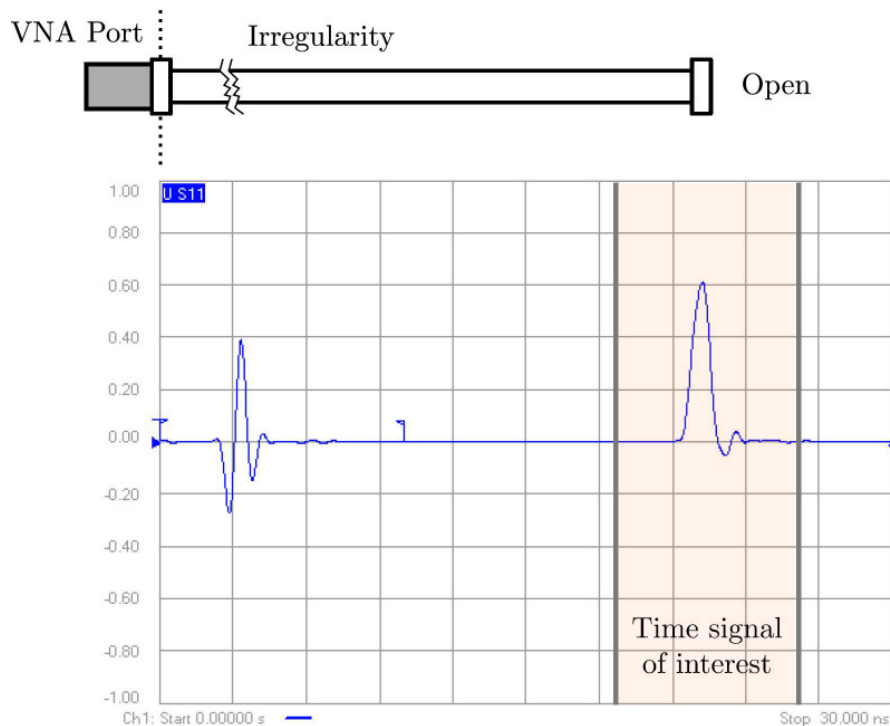 VNA Port
Irregularity
Open
U S11
1.00
0.80
0.60
0.40
0.20
0.00
-0.20
-0.40
-0.60
-0.80
-1.00
Time signal
of interest
Ch1: Start 0.00000 s
Stop 30.000 ns